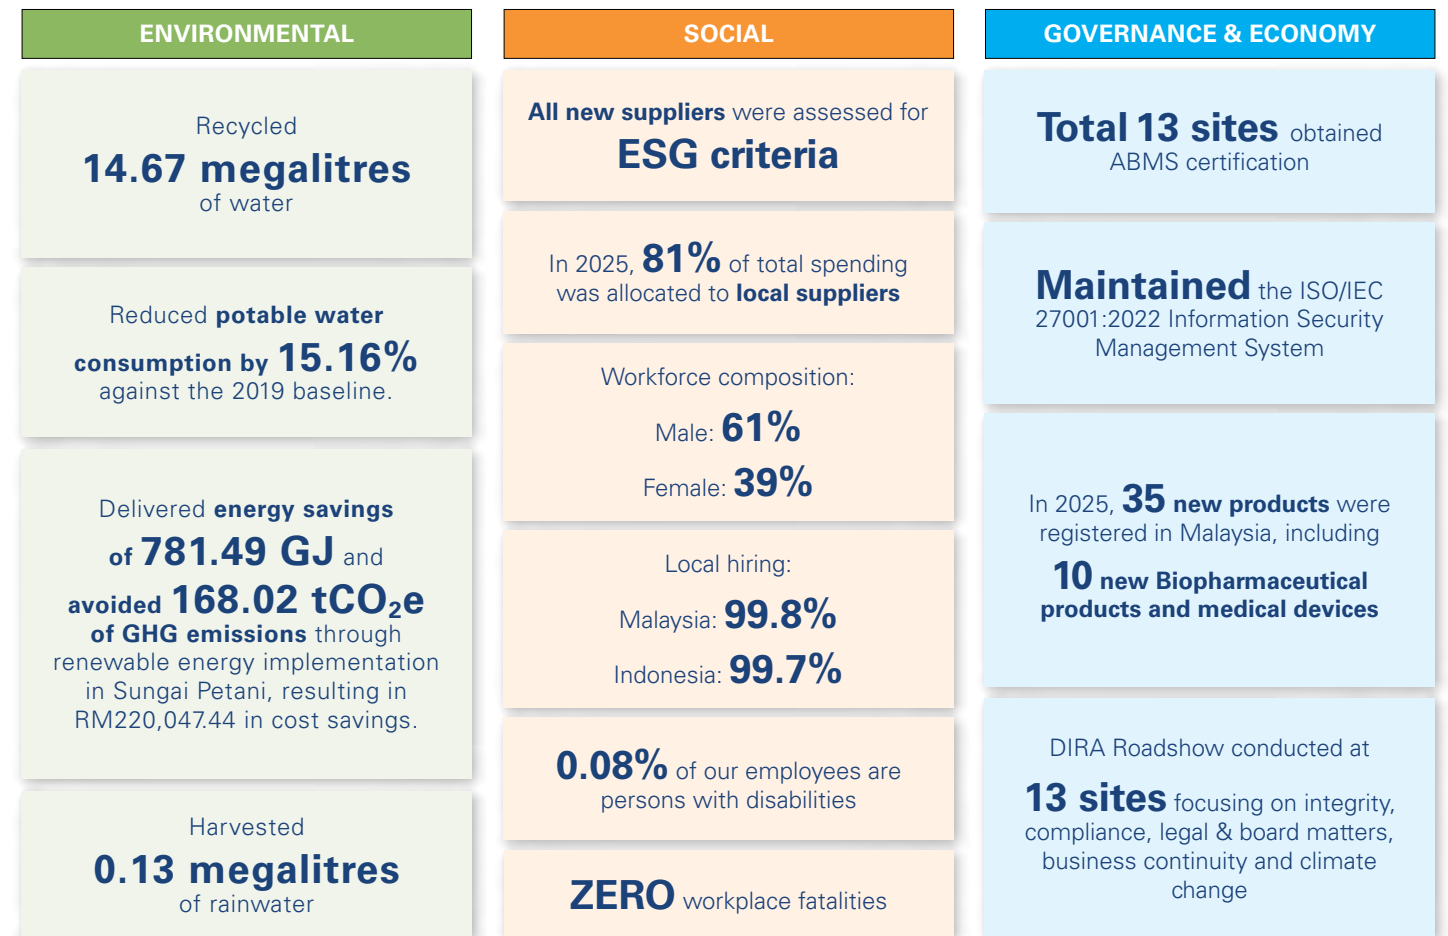 ENVIRONMENTAL
Recycled
14.67 megalitres
of water
Reduced potable water
consumption by 15.16%
against the 2019 baseline.
Delivered energy savings
of 781.49 GJ and
avoided 168.02 tCO₂e
of GHG emissions through
renewable energy implementation
in Sungai Petani, resulting in
RM220,047.44 in cost savings.
Harvested
0.13 megalitres
of rainwater
SOCIAL
All new suppliers were assessed for
ESG criteria
In 2025, 81% of total spending
was allocated to local suppliers
Workforce composition:
Male: 61%
Female: 39%
Local hiring:
Malaysia: 99.8%
Indonesia: 99.7%
0.08% of our employees are
persons with disabilities
ZERO workplace fatalities
GOVERNANCE & ECONOMY
Total 13 sites obtained
ABMS certification
Maintained the ISO/IEC
27001:2022 Information Security
Management System
In 2025, 35 new products were
registered in Malaysia, including
10 new Biopharmaceutical
products and medical devices
DIRA Roadshow conducted at
13 sites focusing on integrity,
compliance, legal & board matters,
business continuity and climate
change